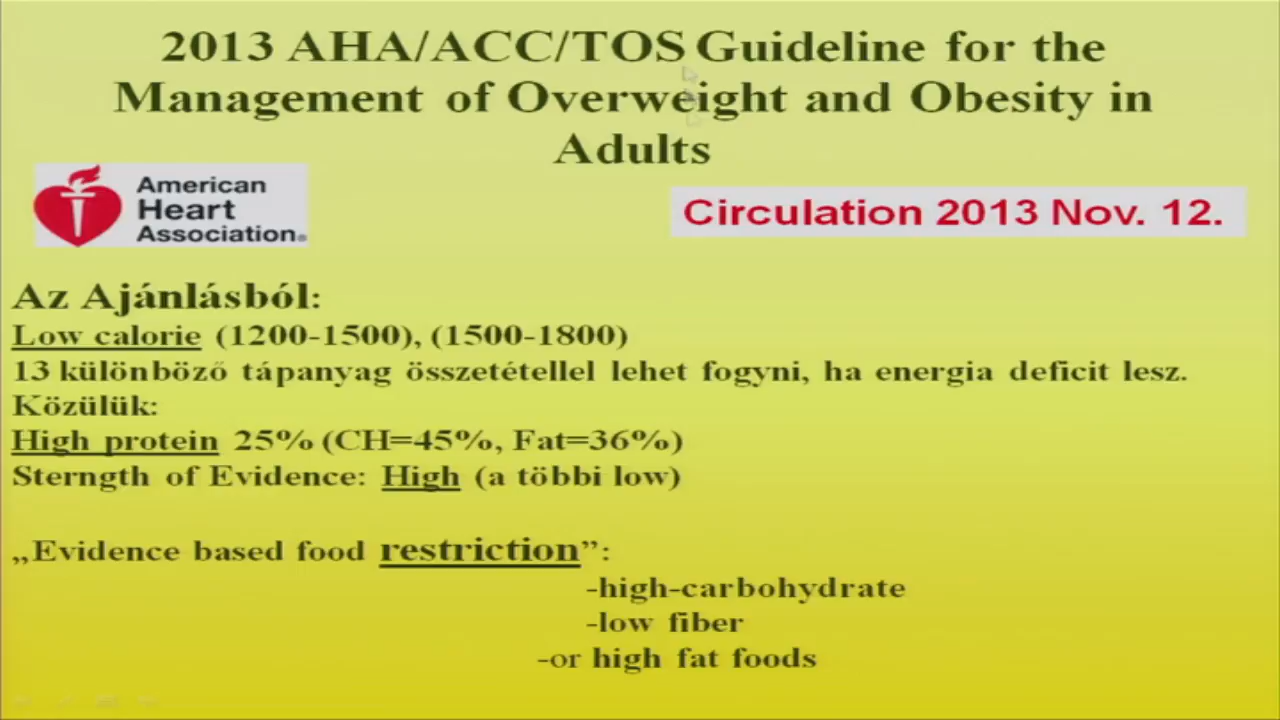 2013 AHA/ACC/TOS Guideline for the
Management of Overweight and Obesity in
Adults
American
Heart
Association®
Circulation 2013 Nov. 12.
Az Ajánlásból:
Low calorie (1200-1500), (1500-1800)
13 különböző tápanyag összetétellel lehet fogyni, ha energia deficit lesz.
Közülük:
High protein 25% (CH=45%, Fat=36%)
Sterngth of Evidence: High (a többi low)
„Evidence based food restriction”:
-high-carbohydrate
-low fiber
-or high fat foods